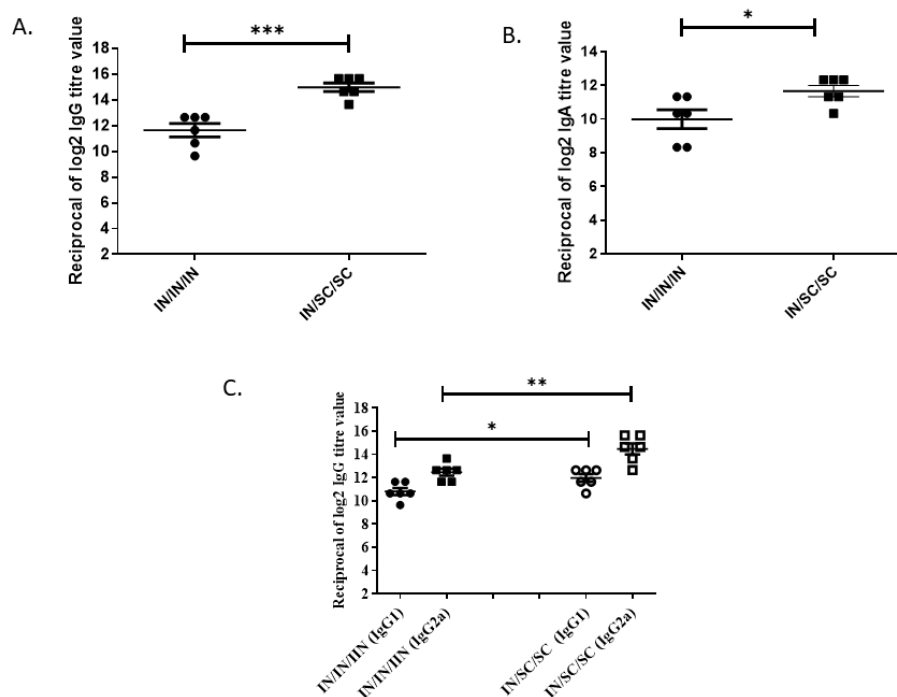 A.
***
Reciprocal of log2 IgG titre value
18
16
14
12
10
8
6
4
2
IN/IN/IN
IN/SC/SC
B.
*
Reciprocal of log2 IgA titre value
14
12
10
8
6
4
2
IN/IN/IN
IN/SC/SC
C.
**
*
Reciprocal of log2 IgG titre value
18
16
14
12
10
8
6
4
2
IN/IN/IIN (IgG1)
IN/IN/IIN (IgG2a)
IN/SC/SC (IgG1)
IN/SC/SC (IgG2a)